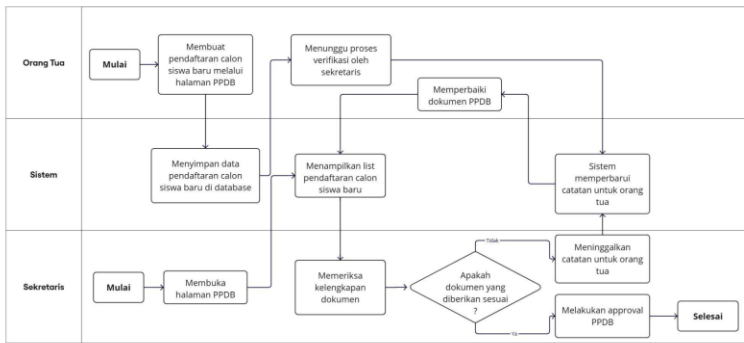 Orang Tua
Mulai
Membuat
pendaftaran calon
siswa baru melalui
halaman PPDB
Menunggu proses
verifikasi oleh
sekretaris
Memperbaiki
dokumen PPDB
Sistem
Menyimpan data
pendaftaran calon
siswa baru di database
Menampilkan list
pendaftaran calon
siswa baru
Sistem
memperbarui
catatan untuk orang
tua
Sekretaris
Mulai
Membuka
halaman PPDB
Memeriksa
kelengkapan
dokumen
Apakah
dokumen yang
diberikan sesuai
?
Tidak
Meninggalkan
catatan untuk orang
tua
Ya
Melakukan approval
PPDB
Selesai